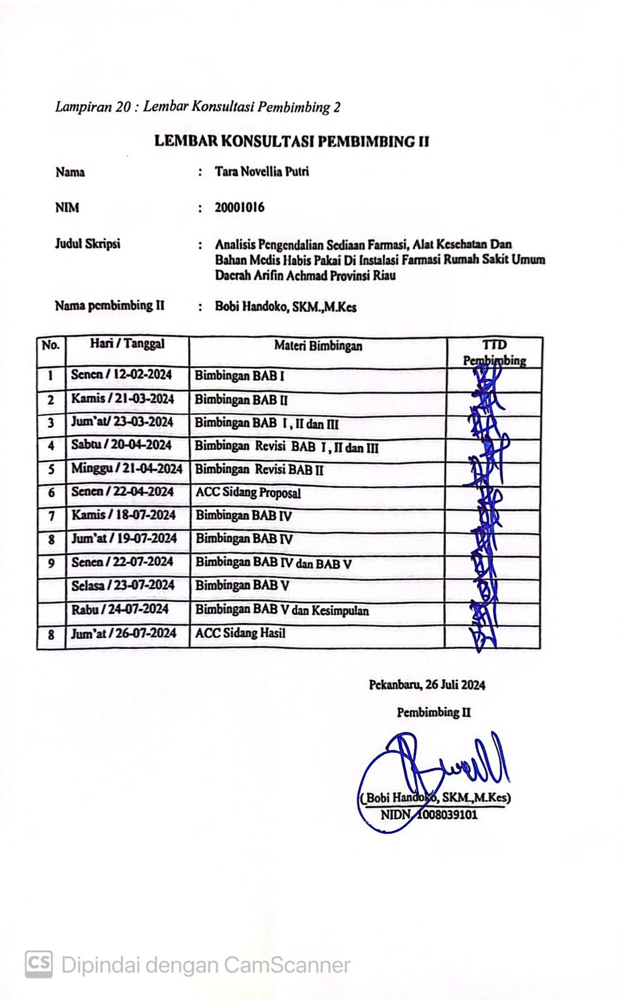 Lampiran 20 : Lembar Konsultasi Pembimbing 2
LEMBAR KONSULTASI PEMBIMBING II
Nama : Tara Novellia Putri
NIM : 20001016
Judul Skripsi : Analisis Pengendalian Sediaan Farmasi, Alat Kesehatan Dan
Bahan Medis Habis Pakai Di Instalasi Farmasi Rumah Sakit Umum
Daerah Arifin Achmad Provinsi Riau
Nama pembimbing II : Bobi Handoko, SKM.,M.Kes
No. Hari / Tanggal Materi Bimbingan TTD
Pembimbing
1 Senen / 12-02-2024 Bimbingan BAB I
2 Kamis / 21-03-2024 Bimbingan BAB II
3 Jum'at/ 23-03-2024 Bimbingan BAB I , II dan III
4 Sabtu / 20-04-2024 Bimbingan Revisi BAB I , II dan III
5 Minggu / 21-04-2024 Bimbingan Revisi BAB II
6 Senen / 22-04-2024 ACC Sidang Proposal
7 Kamis / 18-07-2024 Bimbingan BAB IV
8 Jum'at / 19-07-2024 Bimbingan BAB IV
9 Senen / 22-07-2024 Bimbingan BAB IV dan BAB V
Selasa / 23-07-2024 Bimbingan BAB V
Rabu / 24-07-2024 Bimbingan BAB V dan Kesimpulan
8 Jum'at / 26-07-2024 ACC Sidang Hasil
Pekanbaru, 26 Juli 2024
Pembimbing II
(Bobi Handoko, SKM.,M.Kes)
NIDN. 1008039101
CS Dipindai dengan CamScanner